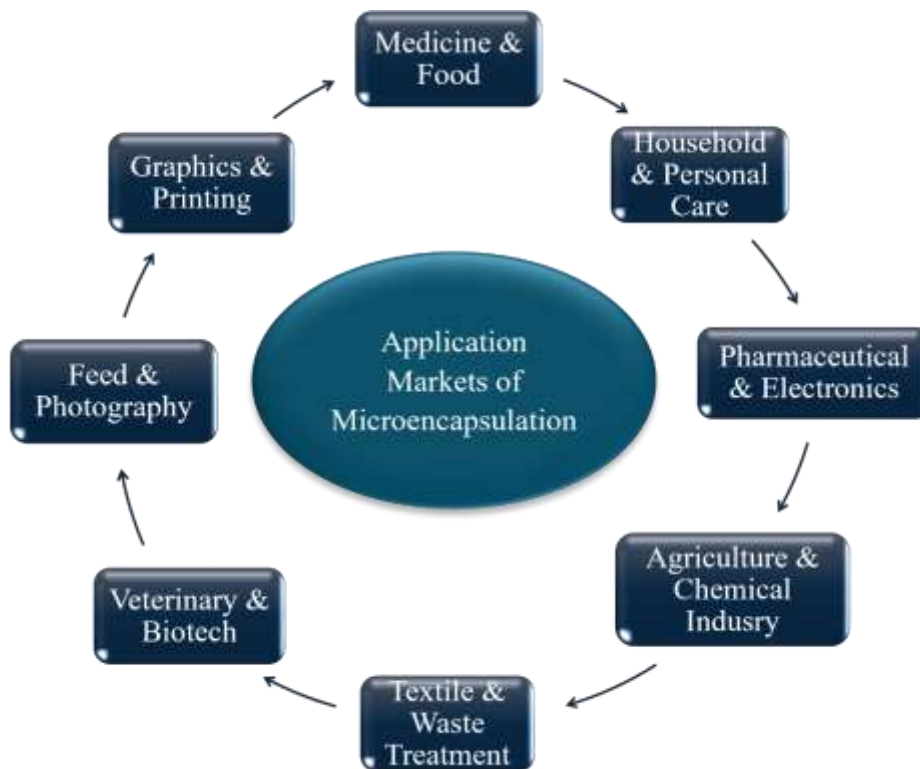 Medicine &
Food
Household
& Personal
Care
Pharmaceutical
& Electronics
Agriculture &
Chemical
Indusry
Textile &
Waste
Treatment
Veterinary &
Biotech
Feed &
Photography
Graphics &
Printing
Application
Markets of
Microencapsulation